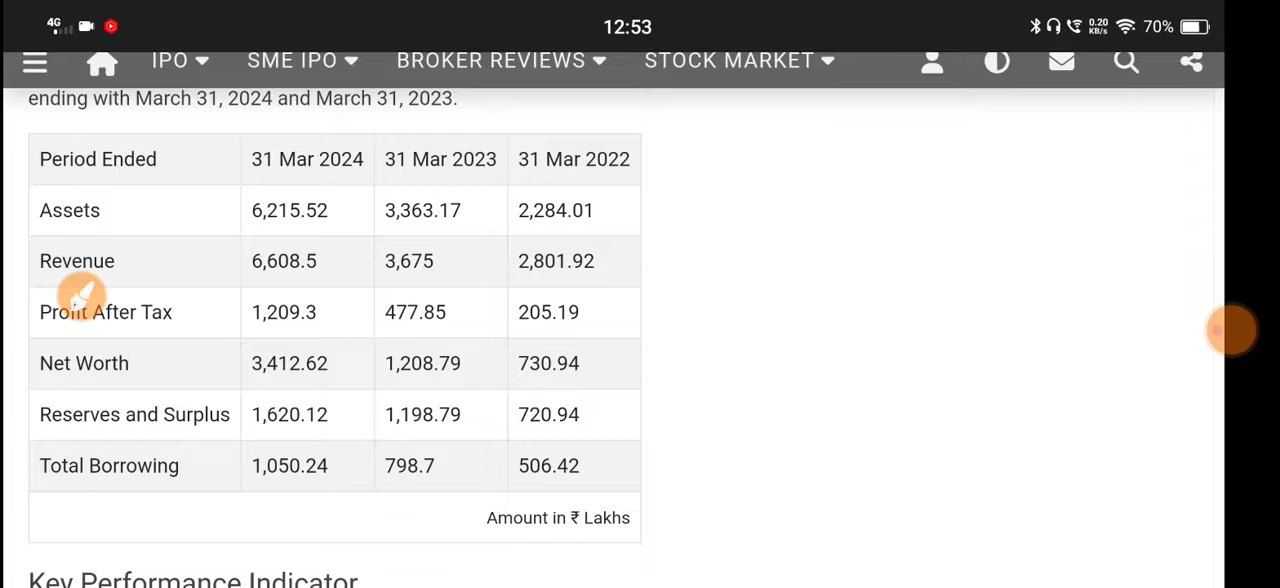 4G 12:53 0.20 KB/s 70%
IPO SME IPO BROKER REVIEWS STOCK MARKET
ending with March 31, 2024 and March 31, 2023.
Period Ended 31 Mar 2024 31 Mar 2023 31 Mar 2022
Assets 6,215.52 3,363.17 2,284.01
Revenue 6,608.5 3,675 2,801.92
Profit After Tax 1,209.3 477.85 205.19
Net Worth 3,412.62 1,208.79 730.94
Reserves and Surplus 1,620.12 1,198.79 720.94
Total Borrowing 1,050.24 798.7 506.42
Amount in ₹ Lakhs
Key Performance Indicator